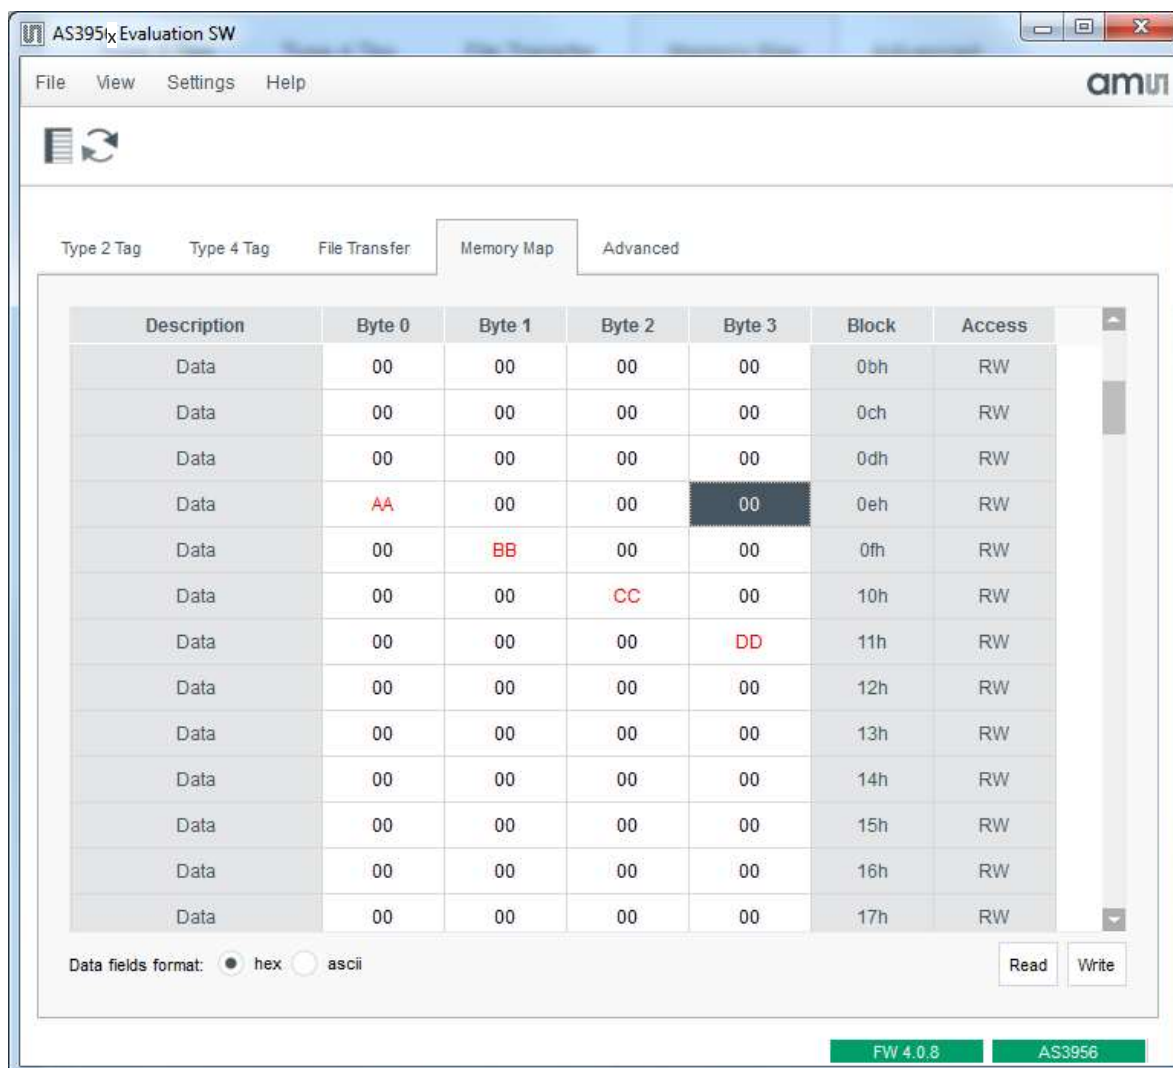 AS395x Evaluation SW
File View Settings Help
amu
Type 2 Tag Type 4 Tag File Transfer Memory Map Advanced
Description Byte 0 Byte 1 Byte 2 Byte 3 Block Access
Data 00 00 00 00 0bh RW
Data 00 00 00 00 0ch RW
Data 00 00 00 00 0dh RW
Data AA 00 00 00 0eh RW
Data 00 BB 00 00 0fh RW
Data 00 00 CC 00 10h RW
Data 00 00 00 DD 11h RW
Data 00 00 00 00 12h RW
Data 00 00 00 00 13h RW
Data 00 00 00 00 14h RW
Data 00 00 00 00 15h RW
Data 00 00 00 00 16h RW
Data 00 00 00 00 17h RW
Data fields format: hex ascii Read Write
FW 4.0.8 AS3956